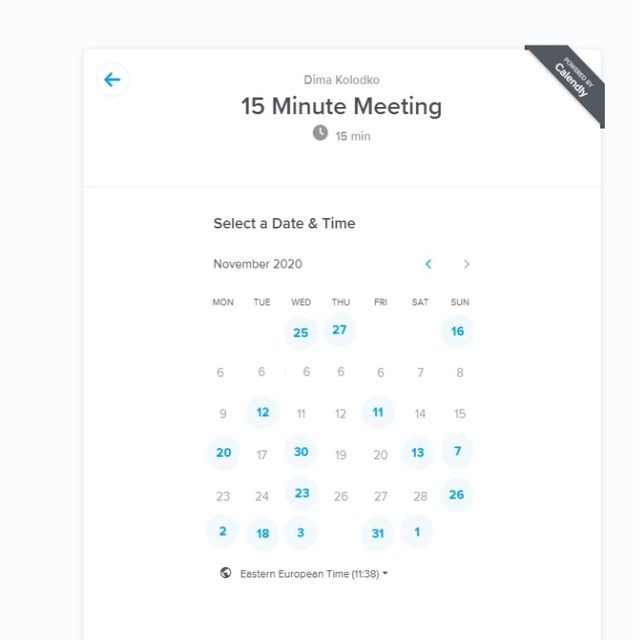 POWERED BY
Calendly
Dima Kolodko
15 Minute Meeting
15 min
Select a Date & Time
November 2020
MON TUE WED THU FRI SAT SUN
25 27 16
6 6 6 6 6 7 8
9 12 11 12 11 14 15
20 17 30 19 20 13 7
23 24 23 26 27 28 26
2 18 3 31 1
Eastern European Time (11:38)